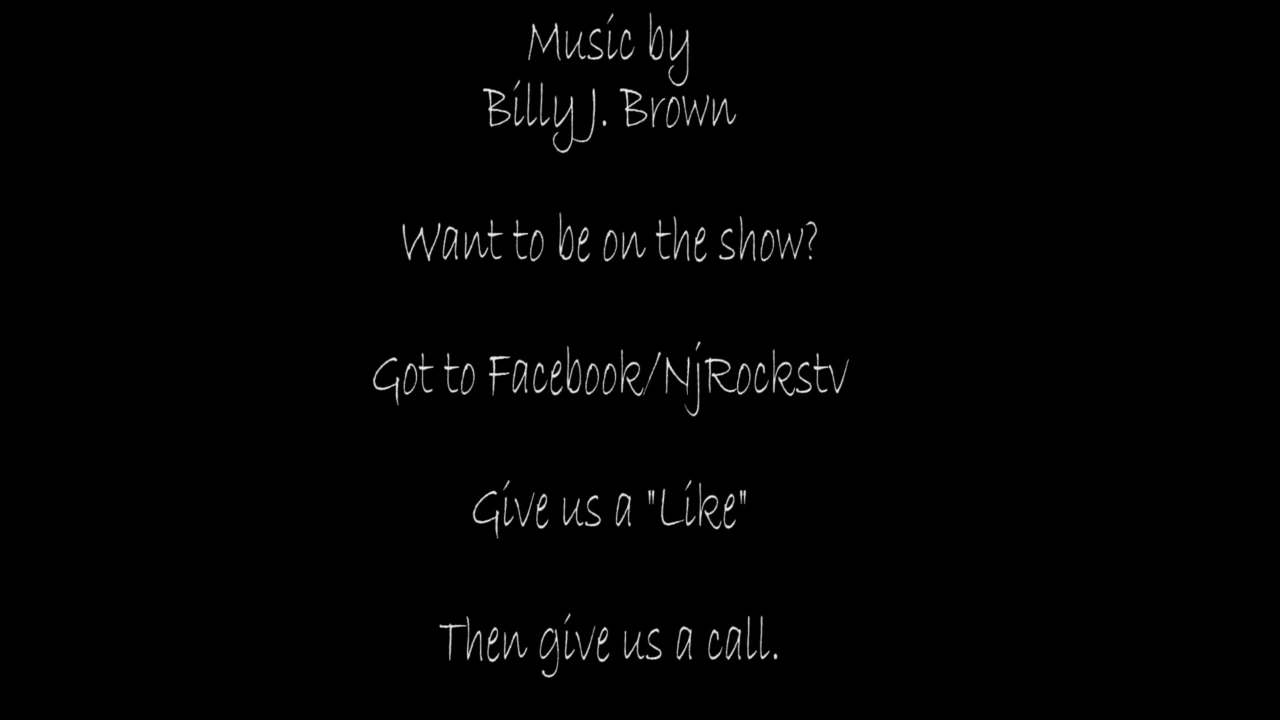 Music by
Billy J. Brown
Want to be on the show?
Got to Facebook/NjRockstv
Give us a "Like"
Then give us a call.